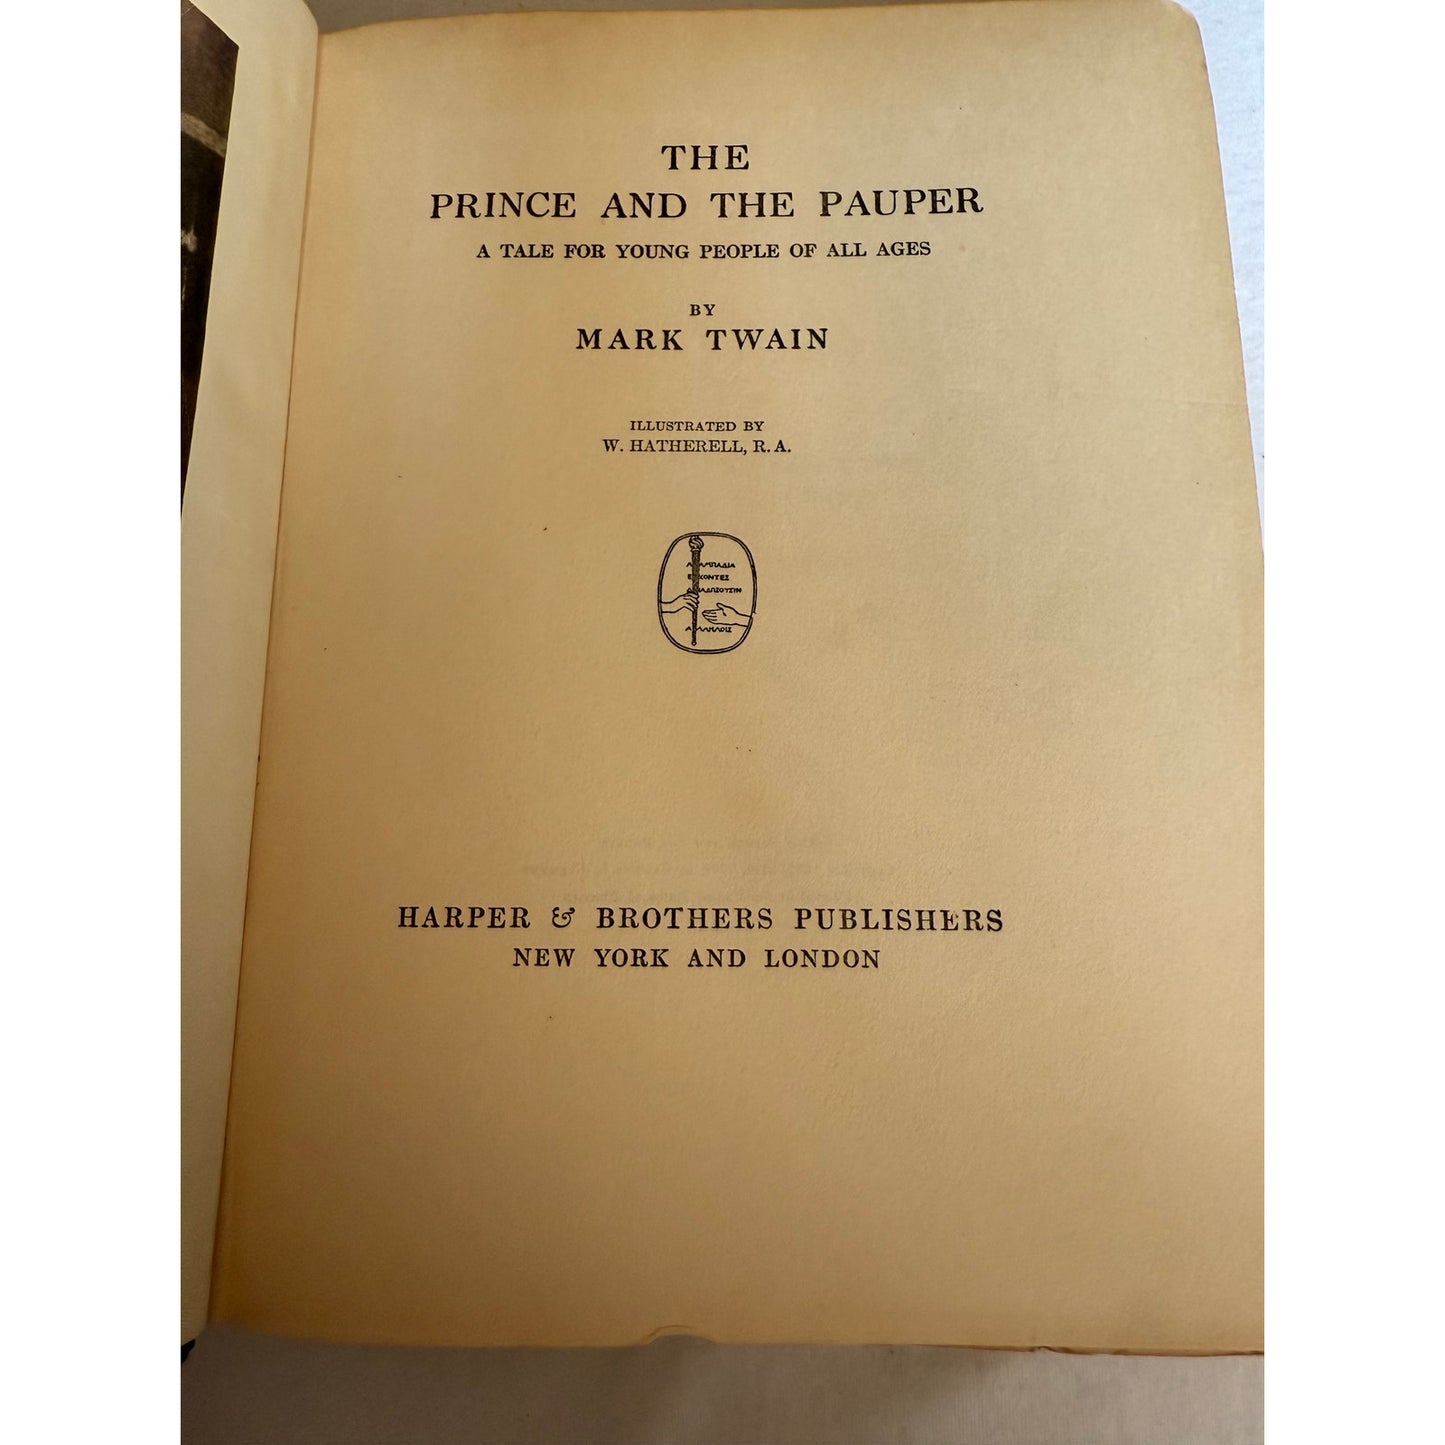 THE
PRINCE AND THE PAUPER
A TALE FOR YOUNG PEOPLE OF ALL AGES
BY
MARK TWAIN
ILLUSTRATED BY
W. HATHERELL, R. A.
HARPER & BROTHERS PUBLISHERS
NEW YORK AND LONDON